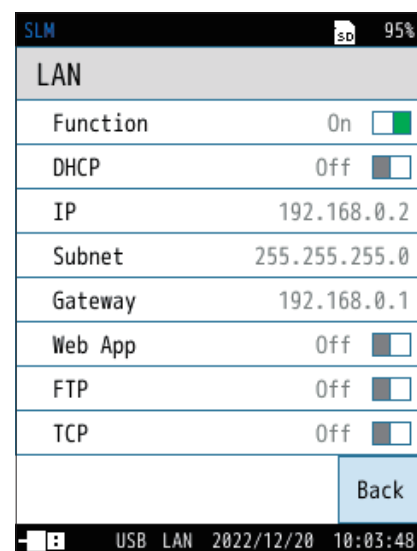 SLM SD 95%
LAN
Function On
DHCP Off
IP 192.168.0.2
Subnet 255.255.255.0
Gateway 192.168.0.1
Web App Off
FTP Off
TCP Off
Back
USB LAN 2022/12/20 10:03:48